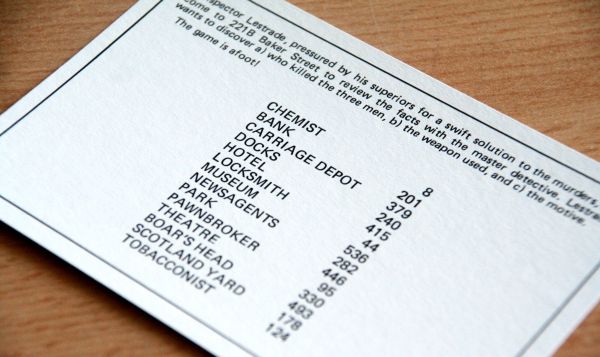 spector Lestrade, pressured by his superiors for a swift solution to the murders,
come to 221B Baker Street to review the facts with the master detective. Lestra
wants to discover a) who killed the three men, b) the weapon used, and c) the motive.
The game is afoot!
CHEMIST 8
BANK 201
CARRIAGE DEPOT 379
DOCKS 240
HOTEL 415
LOCKSMITH 44
MUSEUM 536
NEWSAGENTS 282
PARK 446
PAWNBROKER 95
THEATRE 330
BOAR'S HEAD 493
SCOTLAND YARD 178
TOBACCONIST 124